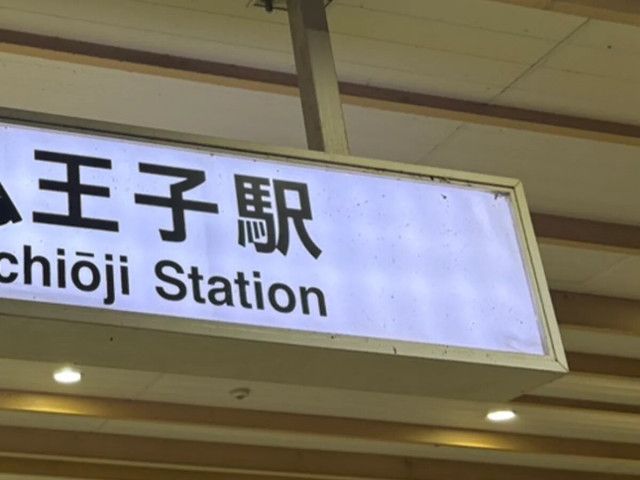 王子駅
chiōji Station